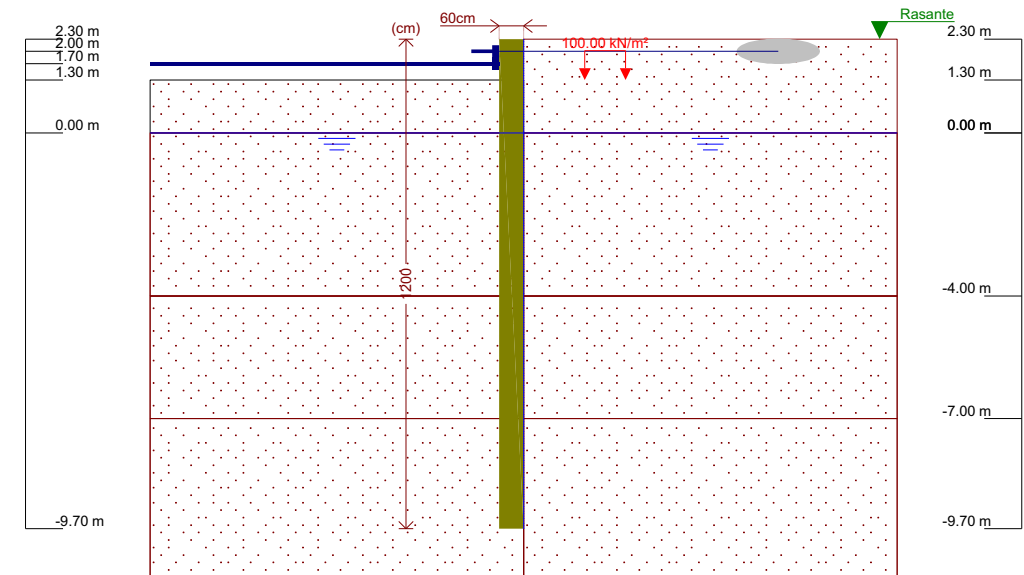 60cm
Rasante
2.30 m
(cm)
2.30 m
2.00 m
100.00 kN/m²
1.70 m
1.30 m
1.30 m
0.00 m
0.00 m
1200
-4.00 m
-7.00 m
-9.70 m
-9.70 m